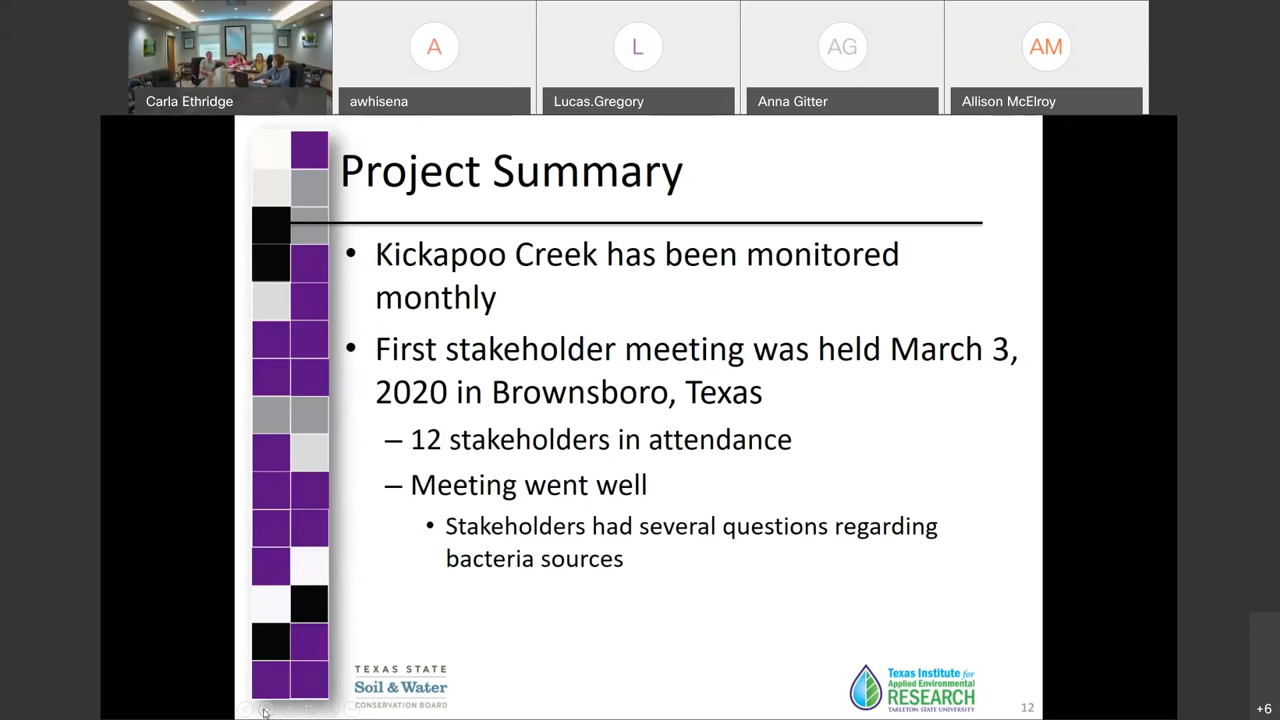 A
L
AG
AM
Carla Ethridge
awhisena
Lucas.Gregory
Anna Gitter
Allison McElroy
Project Summary
• Kickapoo Creek has been monitored
monthly
• First stakeholder meeting was held March 3,
2020 in Brownsboro, Texas
– 12 stakeholders in attendance
– Meeting went well
• Stakeholders had several questions regarding
bacteria sources
TEXAS STATE
Soil & Water
CONSERVATION BOARD
Texas Institute for
Applied Environmental
RESEARCH
TARLETON STATE UNIVERSITY
12
+6